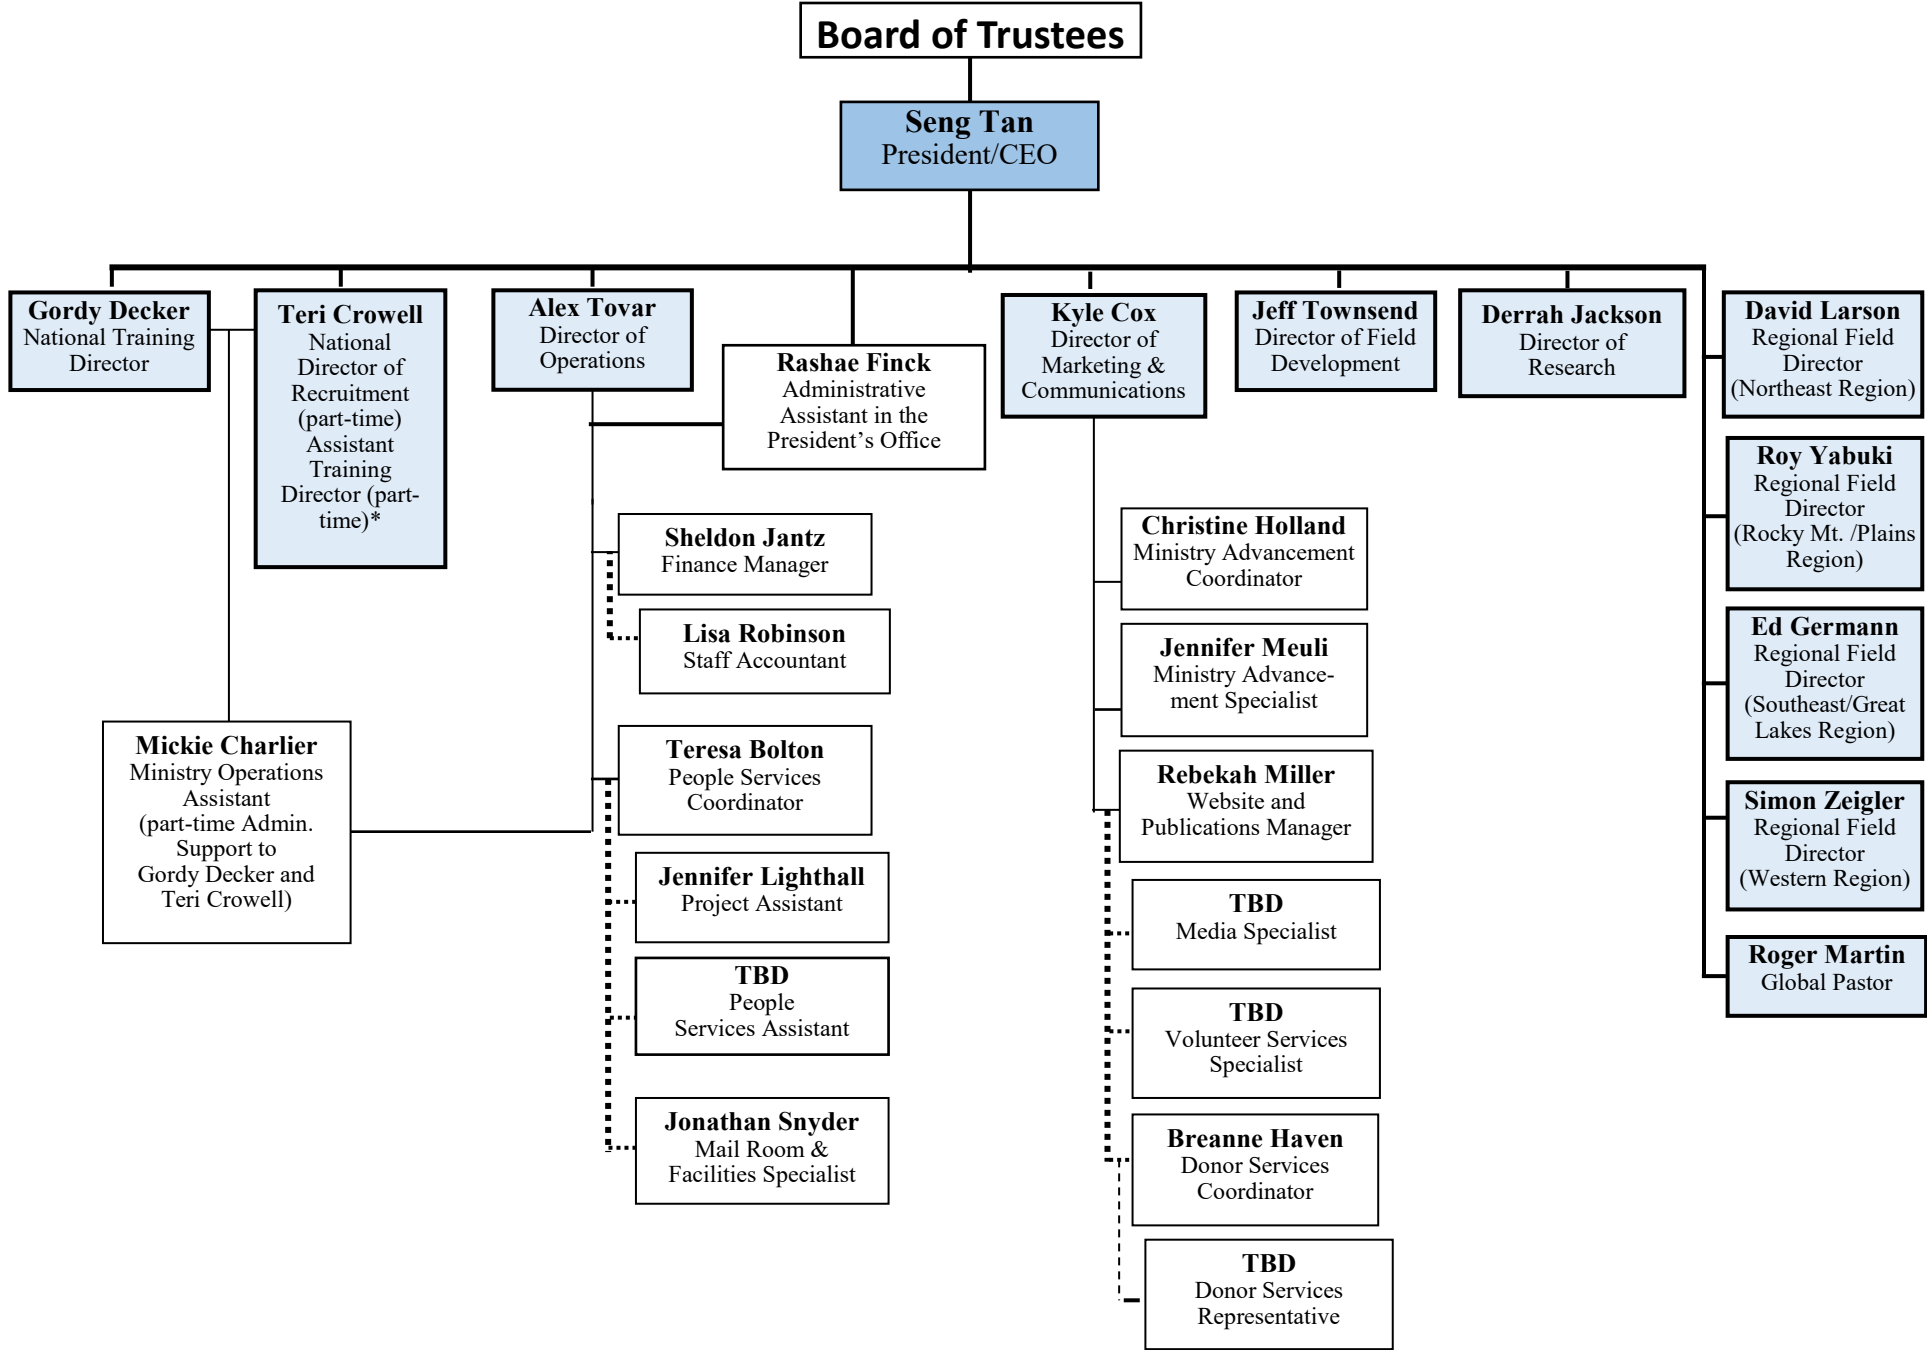 Board of Trustees
Seng Tan
President/CEO
Gordy Decker
National Training
Director
Teri Crowell
National
Director of
Recruitment
(part-time)
Assistant
Training
Director (part-
time)*
Alex Tovar
Director of
Operations
Rashae Finck
Administrative
Assistant in the
President’s Office
Kyle Cox
Director of
Marketing &
Communications
Jeff Townsend
Director of Field
Development
Derrah Jackson
Director of
Research
David Larson
Regional Field
Director
(Northeast Region)
Roy Yabuki
Regional Field
Director
(Rocky Mt. /Plains
Region)
Ed Germann
Regional Field
Director
(Southeast/Great
Lakes Region)
Simon Zeigler
Regional Field
Director
(Western Region)
Roger Martin
Global Pastor
Mickie Charlier
Ministry Operations
Assistant
(part-time Admin.
Support to
Gordy Decker and
Teri Crowell)
Sheldon Jantz
Finance Manager
Lisa Robinson
Staff Accountant
Teresa Bolton
People Services
Coordinator
Jennifer Lighthall
Project Assistant
TBD
People
Services Assistant
Jonathan Snyder
Mail Room &
Facilities Specialist
Christine Holland
Ministry Advancement
Coordinator
Jennifer Meuli
Ministry Advance-
ment Specialist
Rebekah Miller
Website and
Publications Manager
TBD
Media Specialist
TBD
Volunteer Services
Specialist
Breanne Haven
Donor Services
Coordinator
TBD
Donor Services
Representative